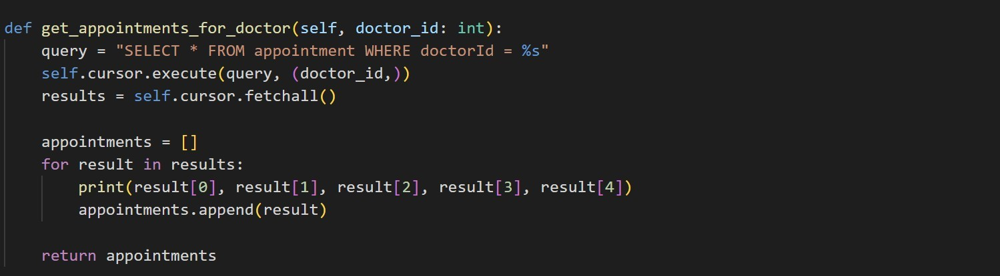 def get_appointments_for_doctor(self, doctor_id: int):
    query = "SELECT * FROM appointment WHERE doctorId = %s"
    self.cursor.execute(query, (doctor_id,))
    results = self.cursor.fetchall()

    appointments = []
    for result in results:
        print(result[0], result[1], result[2], result[3], result[4])
        appointments.append(result)

    return appointments